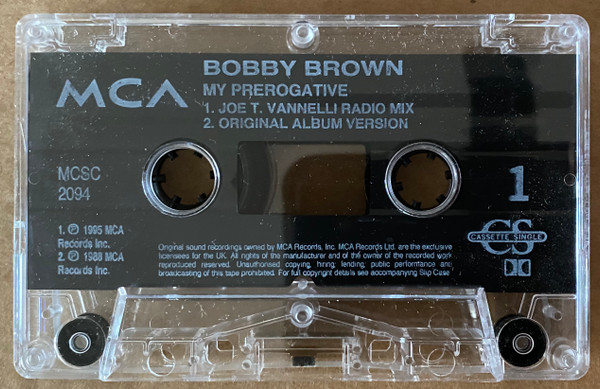 MCA
BOBBY BROWN
MY PREROGATIVE
1. JOE T. VANNELLI RADIO MIX
2. ORIGINAL ALBUM VERSION
MCSC
2094
1
1. ℗ 1995 MCA
Records Inc.
2. ℗ 1988 MCA
Records Inc.
Original sound recordings owned by MCA Records, Inc. MCA Records Ltd. are the exclusive
licensees for the UK. All rights of the manufacturer and of the owner of the recorded work
reproduced reserved. Unauthorised copying, hiring, lending, public performance and
broadcasting of this tape prohibited. For full copyright details see accompanying Slip Case
CS
CASSETTE SINGLE